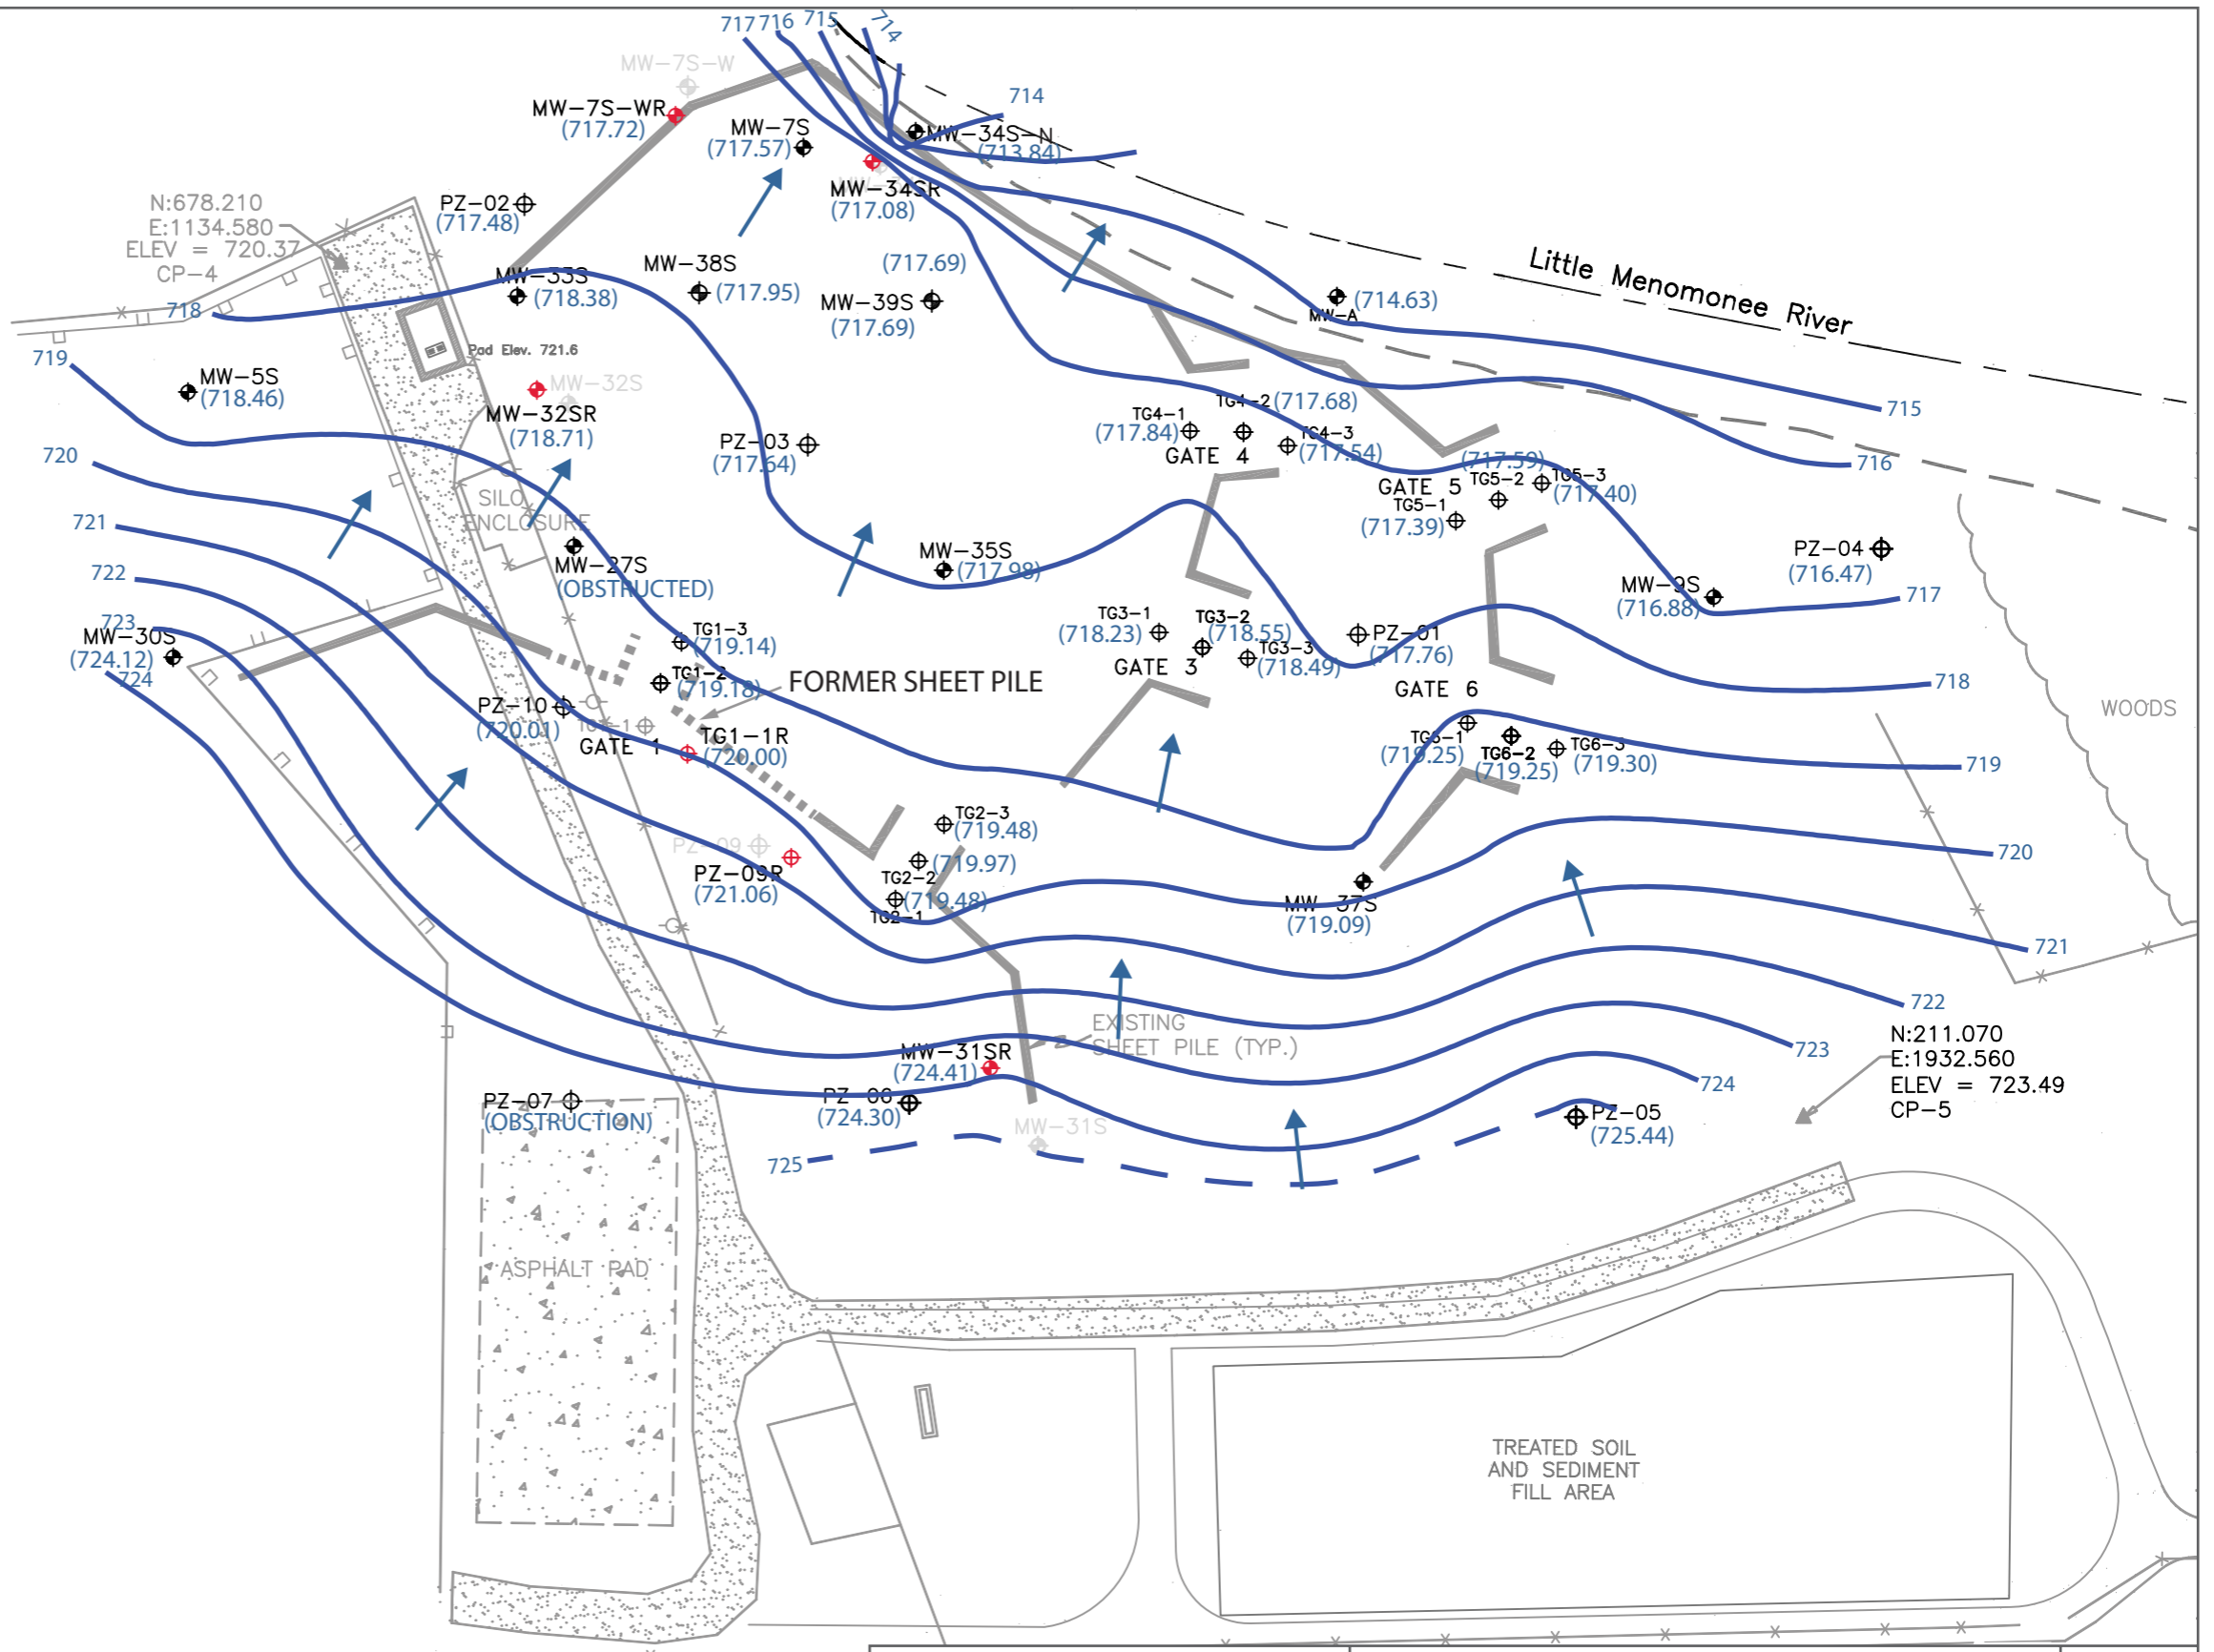 717 716 715 714
MW-7S-W
714
MW-7S-WR
(717.72)
MW-7S
(717.57)
MW-34S-N
(713.84)
MW-34SR
(717.08)
N:678.210
E:1134.580
ELEV = 720.37
CP-4
PZ-02
(717.48)
Little Menomonee River
MW-33S
(718.38)
MW-38S
(717.95)
(717.69)
MW-39S
(717.69)
(714.63)
MW-A
718
Pad Elev. 721.6
719
MW-5S
(718.46)
MW-32S
MW-32SR
(718.71)
715
TG4-1
(717.84)
TG4-2
(717.68)
TG4-3
(717.54)
GATE 4
PZ-03
(717.64)
720
716
(717.59)
GATE 5
TG5-2
TG5-3
(717.40)
TG5-1
(717.39)
SILO
ENCLOSURE
721
MW-27S
(OBSTRUCTED)
MW-35S
(717.98)
PZ-04
(716.47)
722
MW-9S
(716.88)
717
723
MW-30S
(724.12)
724
TG1-3
(719.14)
TG3-1
(718.23)
TG3-2
(718.55)
TG3-3
(718.49)
GATE 3
PZ-01
(717.76)
TG1-2
(719.18)
FORMER SHEET PILE
GATE 6
718
WOODS
PZ-10
(720.01)
TG1-1
GATE 1
TG1-1R
(720.00)
TG6-1
(719.25)
TG6-2
(719.25)
TG6-3
(719.30)
719
TG2-3
(719.48)
PZ-09
PZ-09R
(721.06)
(719.97)
TG2-2
(719.48)
TG2-1
720
MW-37S
(719.09)
721
722
EXISTING
SHEET PILE (TYP.)
723
N:211.070
E:1932.560
ELEV = 723.49
CP-5
MW-31SR
(724.41)
724
PZ-07
(OBSTRUCTION)
PZ-06
(724.30)
MW-31S
PZ-05
(725.44)
725
ASPHALT PAD
TREATED SOIL
AND SEDIMENT
FILL AREA